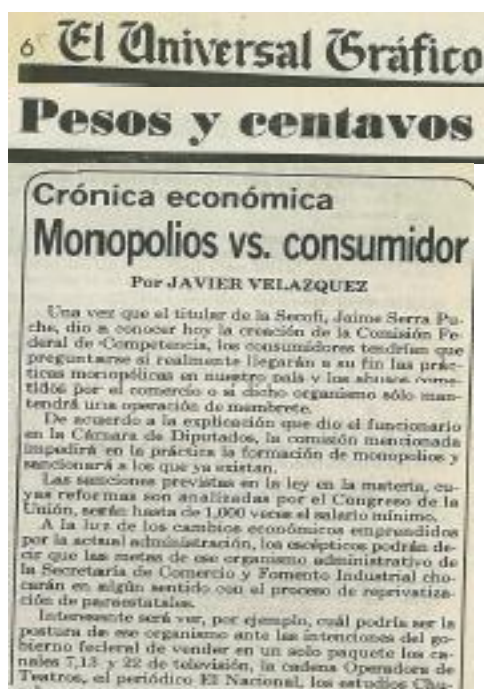 6 El Universal Gráfico
Pesos y centavos
Crónica económica
Monopolios vs. consumidor
Por JAVIER VELAZQUEZ
Una vez que el titular de la Secofi, Jaime Serra Pu-
che, dio a conocer hoy la creación de la Comisión Fe-
deral de Competencia, los consumidores tendrían que
preguntarse si realmente llegarán a su fin las prác-
ticas monopólicas en nuestro país y los abusos come-
tidos por el comercio o si dicho organismo sólo man-
tendrá una operación de membrete.
De acuerdo a la explicación que dio el funcionario
en la Cámara de Diputados, la comisión mencionada
impedirá en la práctica la formación de monopolios y
sancionará a los que ya existan.
Las sanciones previstas en la ley en la materia, cu-
yas reformas son analizadas por el Congreso de la
Unión, serán hasta de 1,000 veces el salario mínimo.
A la luz de los cambios económicos emprendidos
por la actual administración, los escépticos podrán de-
cir que las metas de ese organismo administrativo de
la Secretaría de Comercio y Fomento Industrial cho-
carán en algún sentido con el proceso de reprivatiza-
ción de paraestatales.
Interesante será ver, por ejemplo, cuál podría ser la
postura de ese organismo ante las intenciones del go-
bierno federal de vender en un solo paquete los ca-
nales 7,13 y 22 de televisión, la cadena Operadora de
Teatros, el periódico El Nacional, los estudios Chu-